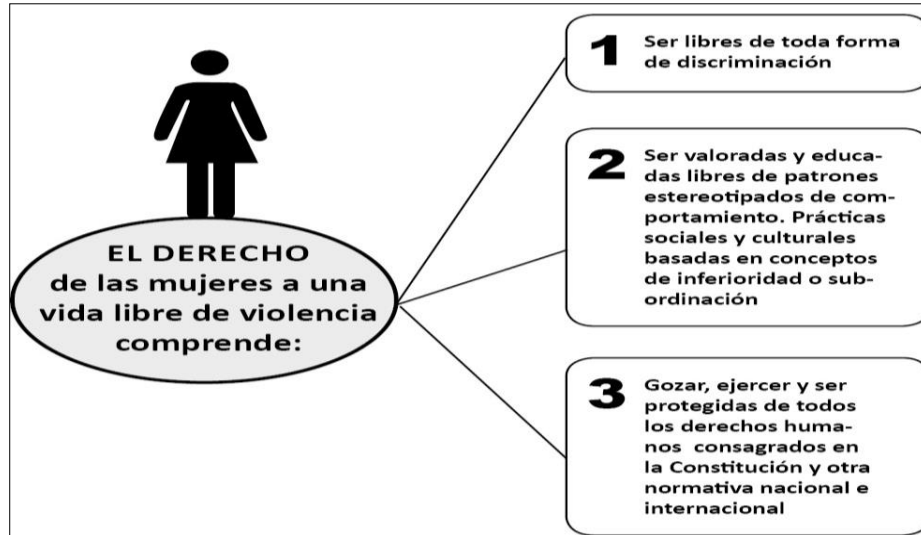 EL DERECHO
de las mujeres a una
vida libre de violencia
comprende:
1 Ser libres de toda forma
de discriminación
2 Ser valoradas y educa-
das libres de patrones
estereotipados de com-
portamiento. Prácticas
sociales y culturales
basadas en conceptos
de inferioridad o sub-
ordinación
3 Gozar, ejercer y ser
protegidas de todos
los derechos huma-
nos consagrados en
la Constitución y otra
normativa nacional e
internacional